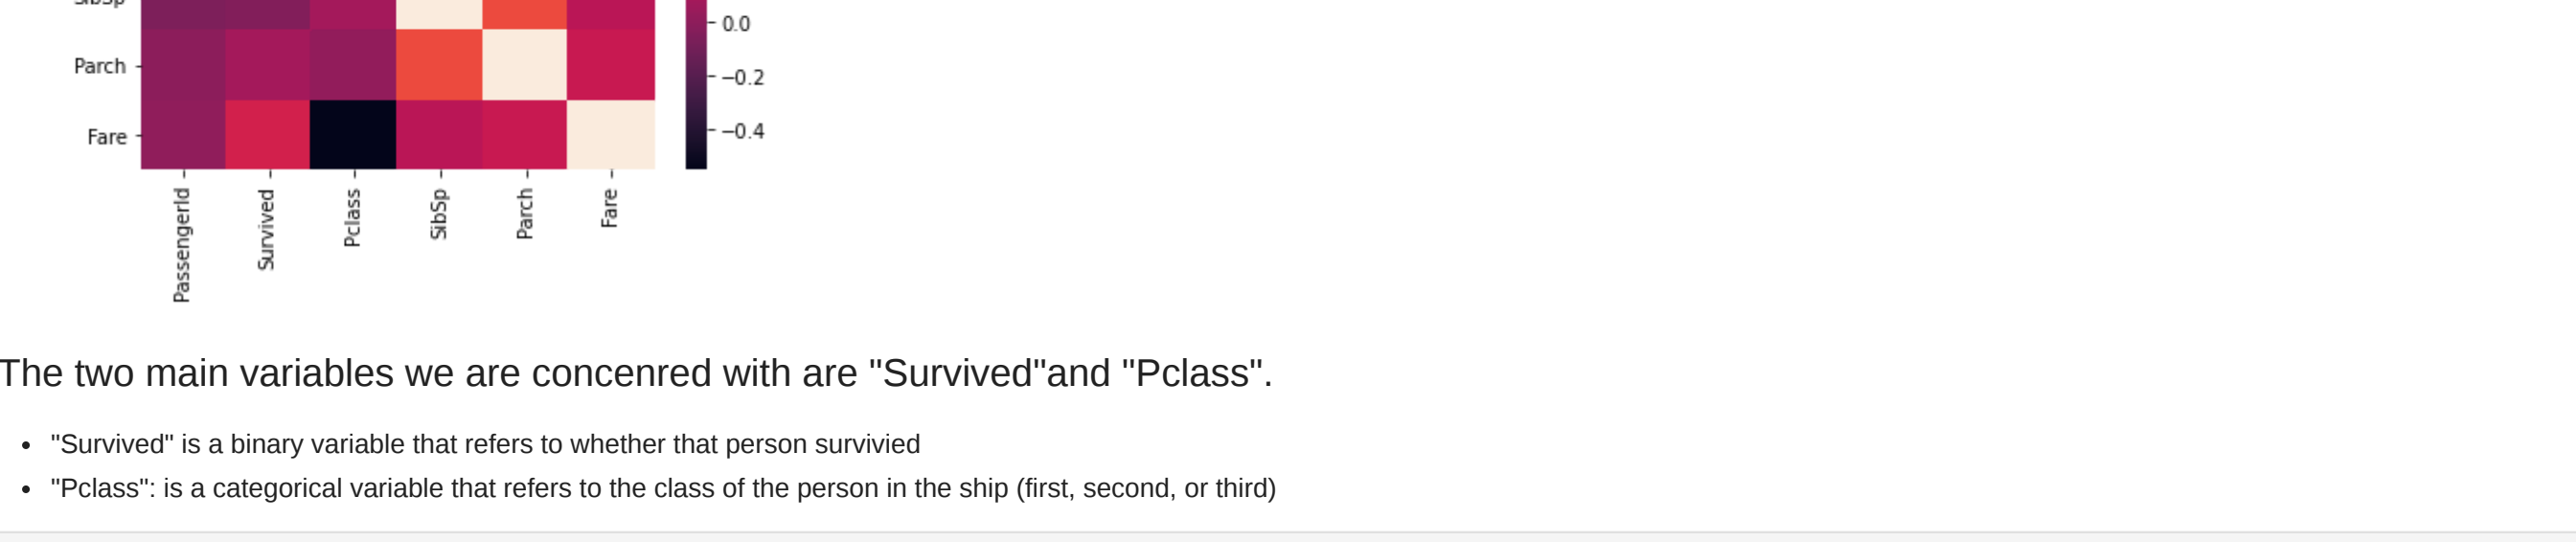 SibSp
0.0
Parch
−0.2
Fare
−0.4
PassengerId
Survived
Pclass
SibSp
Parch
Fare
The two main variables we are concenred with are "Survived"and "Pclass".
• "Survived" is a binary variable that refers to whether that person survivied
• "Pclass": is a categorical variable that refers to the class of the person in the ship (first, second, or third)